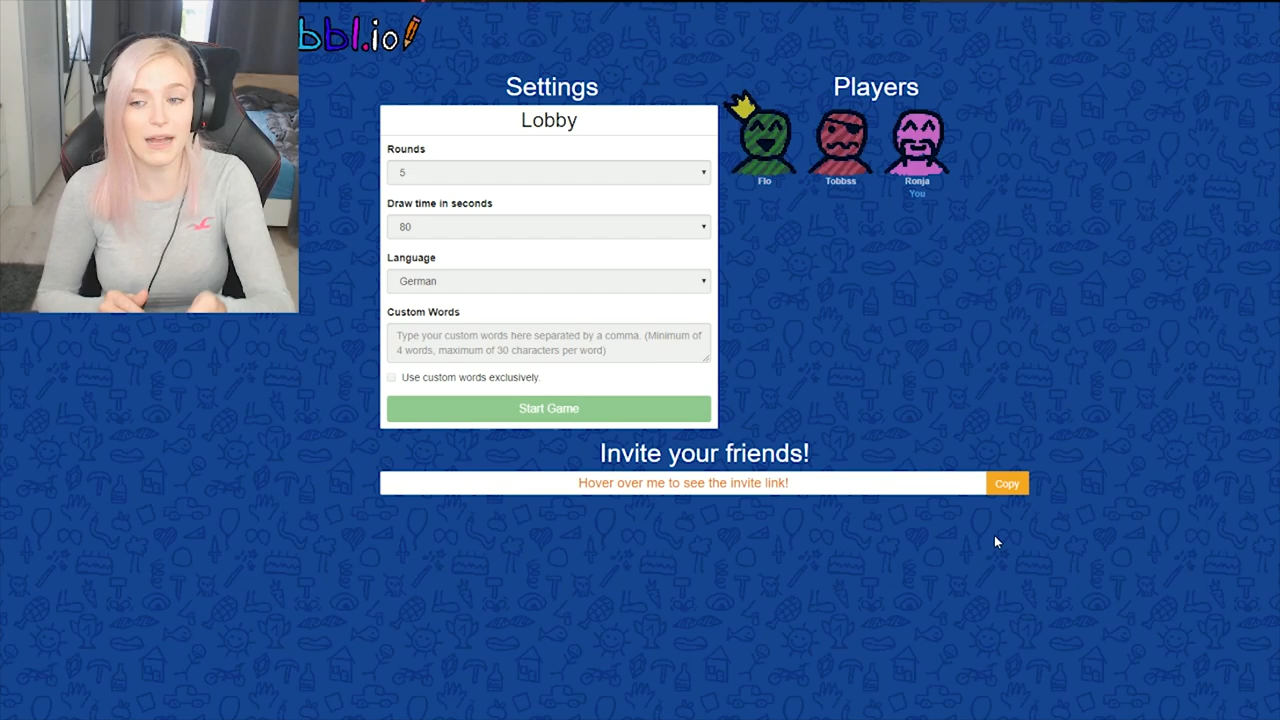 bbl.io
Settings
Players
Lobby
Rounds
5
Draw time in seconds
80
Language
German
Custom Words
Type your custom words here separated by a comma. (Minimum of
4 words, maximum of 30 characters per word)
Use custom words exclusively.
Start Game
Flo
Tobbss
Ronja
You
Invite your friends!
Hover over me to see the invite link!
Copy